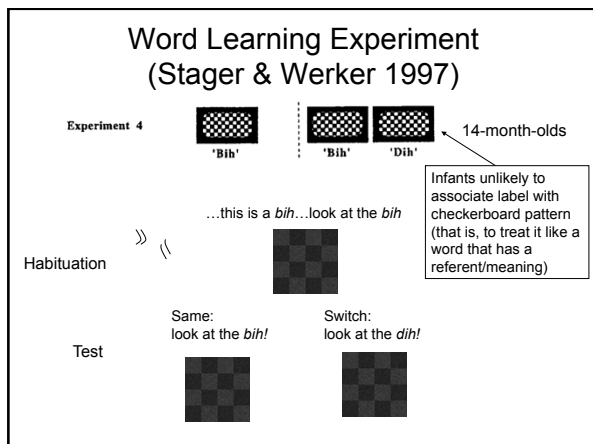 Word Learning Experiment
(Stager & Werker 1997)
Experiment 4
'Bih'
'Bih'
'Dih'
14-month-olds
Infants unlikely to
associate label with
checkerboard pattern
(that is, to treat it like a
word that has a
referent/meaning)
…this is a bih…look at the bih
Habituation
Same:
look at the bih!
Switch:
look at the dih!
Test